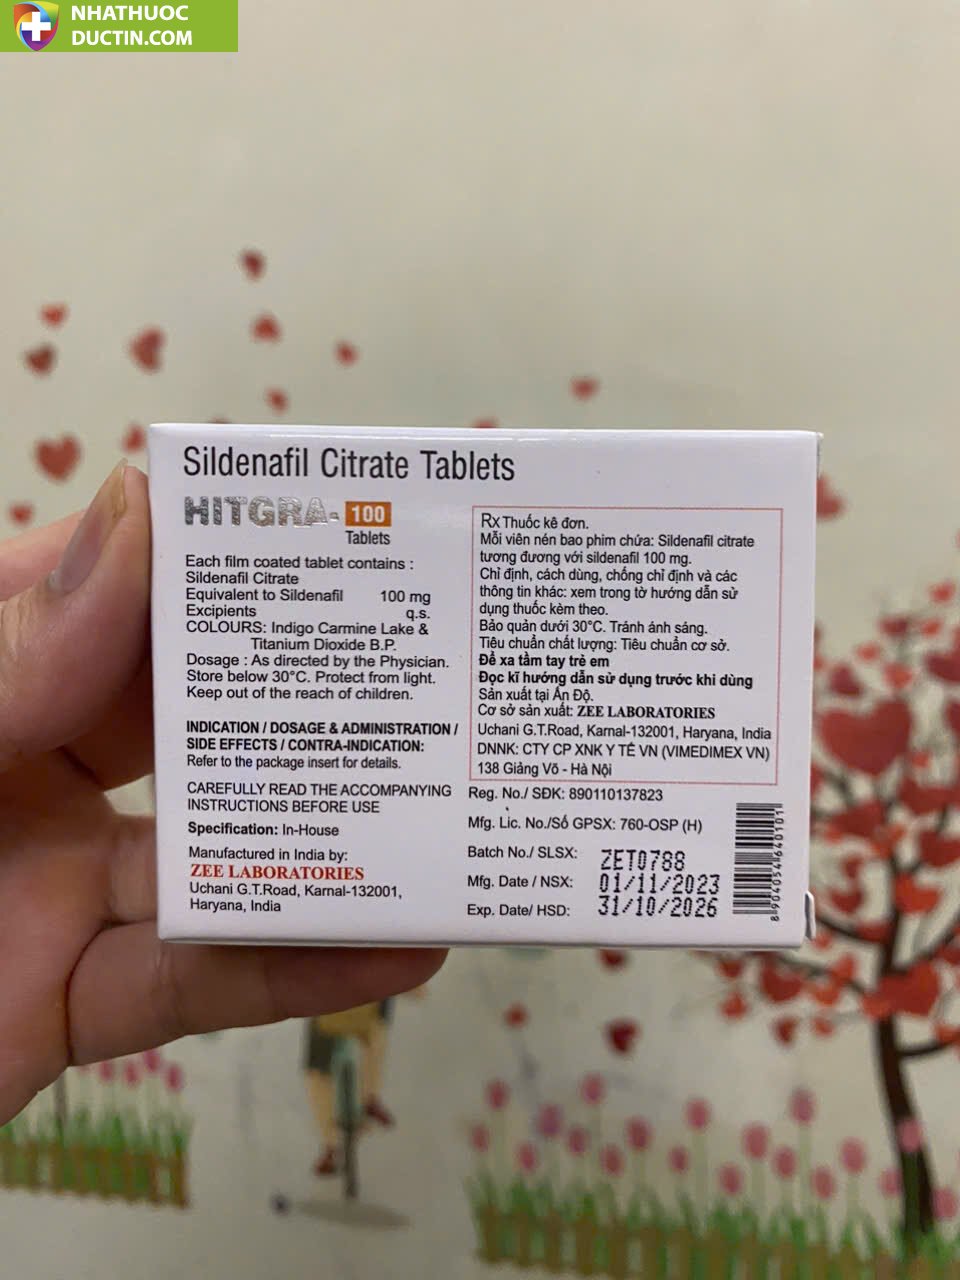 NHATHUOC
DUCTIN.COM
Sildenafil Citrate Tablets
HITGRA-100
Tablets
Each film coated tablet contains :
Sildenafil Citrate
Equivalent to Sildenafil 100 mg
Excipients q.s.
COLOURS: Indigo Carmine Lake &
Titanium Dioxide B.P.
Dosage : As directed by the Physician.
Store below 30°C. Protect from light.
Keep out of the reach of children.
INDICATION / DOSAGE & ADMINISTRATION /
SIDE EFFECTS / CONTRA-INDICATION:
Refer to the package insert for details.
CAREFULLY READ THE ACCOMPANYING
INSTRUCTIONS BEFORE USE
Specification: In-House
Manufactured in India by:
ZEE LABORATORIES
Uchani G.T.Road, Karnal-132001,
Haryana, India
Rx Thuốc kê đơn.
Mỗi viên nén bao phim chứa: Sildenafil citrate
tương đương với sildenafil 100 mg.
Chỉ định, cách dùng, chống chỉ định và các
thông tin khác: xem trong tờ hướng dẫn sử
dụng thuốc kèm theo.
Bảo quản dưới 30°C. Tránh ánh sáng.
Tiêu chuẩn chất lượng: Tiêu chuẩn cơ sở.
Để xa tầm tay trẻ em
Đọc kĩ hướng dẫn sử dụng trước khi dùng
Sản xuất tại Ấn Độ.
Cơ sở sản xuất: ZEE LABORATORIES
Uchani G.T.Road, Karnal-132001, Haryana, India
DNNK: CTY CP XNK Y TẾ VN (VIMEDIMEX VN)
138 Giảng Võ - Hà Nội
Reg. No./ SĐK: 890110137823
Mfg. Lic. No./Số GPSX: 760-OSP (H)
Batch No./ SLSX: ZET0788
Mfg. Date / NSX: 01/11/2023
Exp. Date/ HSD: 31/10/2026
8904054640101